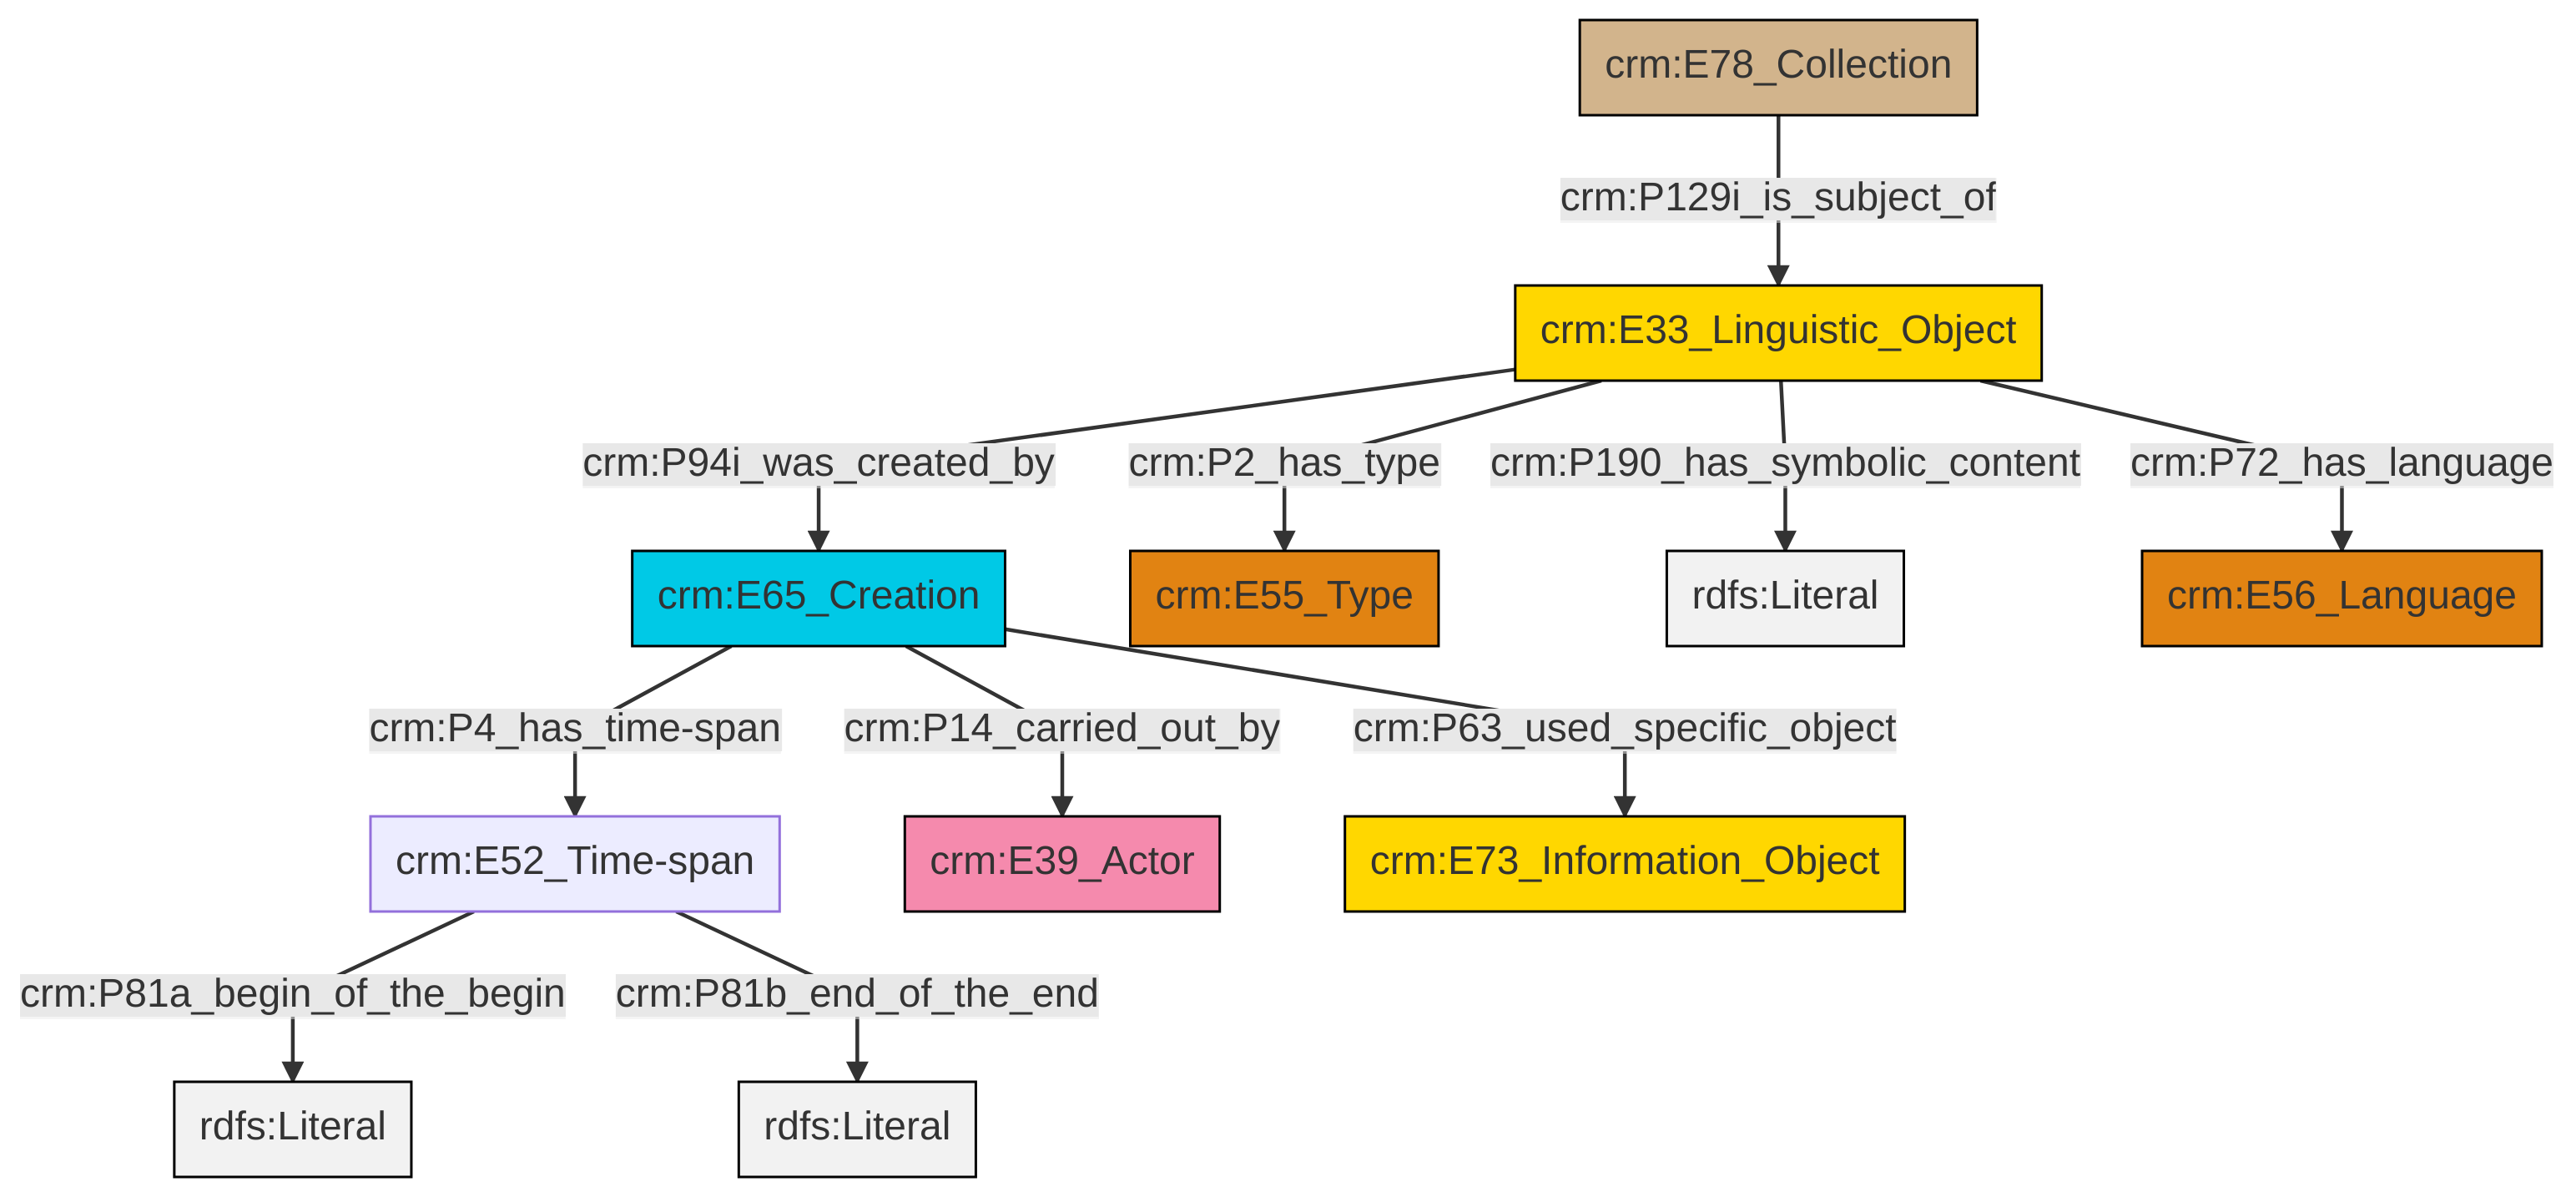 crm:E78_Collection
crm:P129i_is_subject_of
crm:E33_Linguistic_Object
crm:P94i_was_created_by
crm:P2_has_type
crm:P190_has_symbolic_content
crm:P72_has_language
crm:E65_Creation
crm:E55_Type
rdfs:Literal
crm:E56_Language
crm:P4_has_time-span
crm:P14_carried_out_by
crm:P63_used_specific_object
crm:E52_Time-span
crm:E39_Actor
crm:E73_Information_Object
crm:P81a_begin_of_the_begin
crm:P81b_end_of_the_end
rdfs:Literal
rdfs:Literal